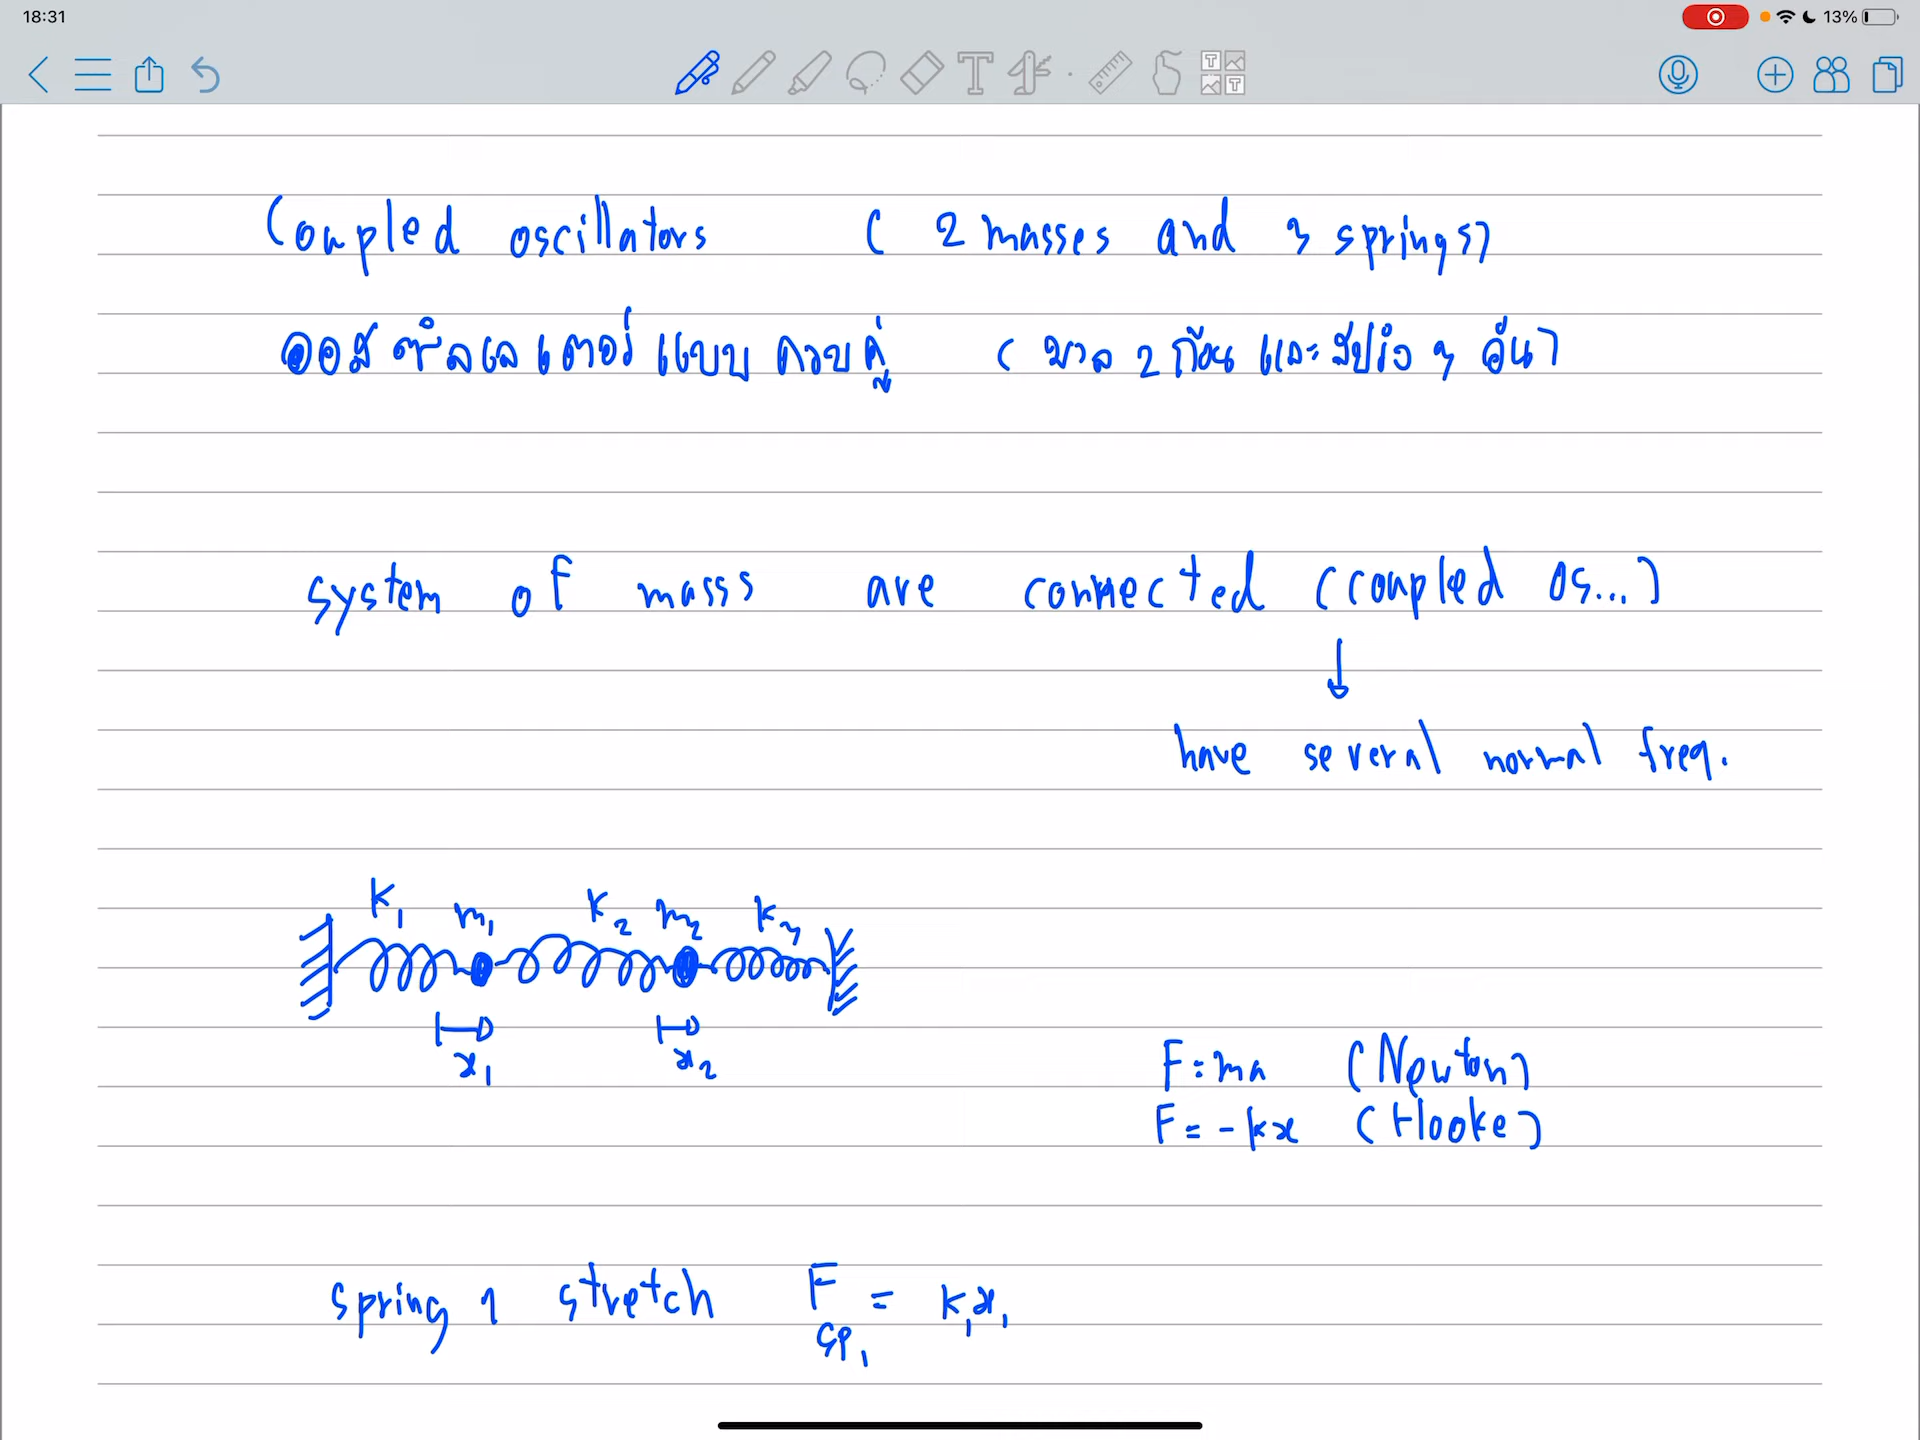 18:31
13%
Coupled oscillators ( 2 masses and 3 springs)
ออสซิลเลเตอร์แบบควบคู่ ( มวล 2 ก้อน และสปริง 3 อัน)
system of masss are connected (coupled os...)
have several normal freq.
k₁ m₁ k₂ m₂ k₃
x₁ x₂
F=ma (Newton)
F= -kx (Hooke)
spring 1 stretch F_{sp₁} = k₁x₁